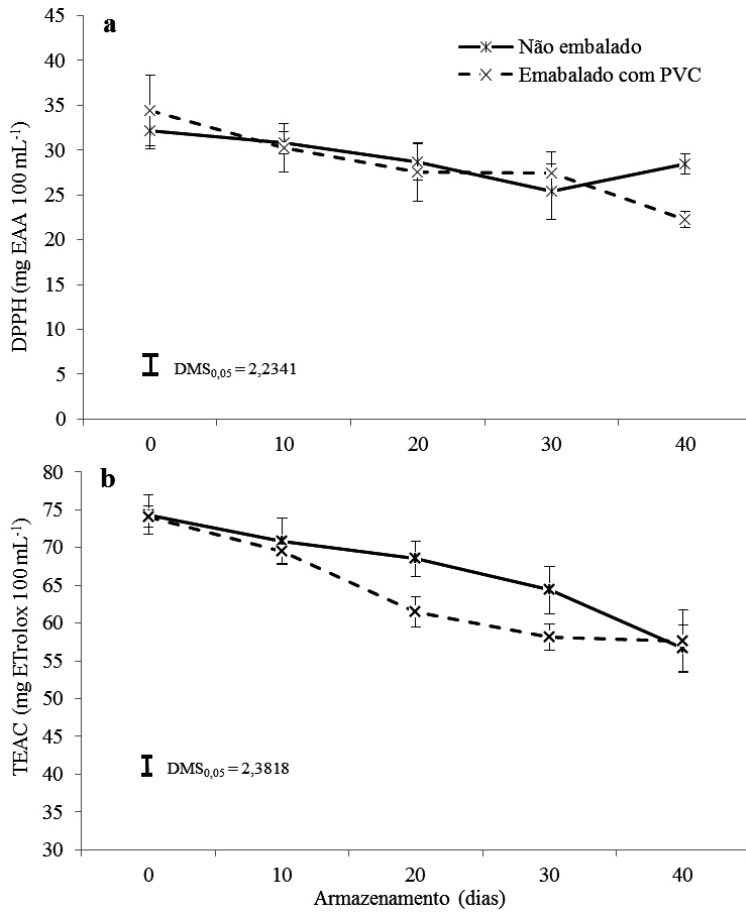 a
Não embalado
Emabalado com PVC
DPPH (mg EAA 100 mL⁻¹)
45
40
35
30
25
20
15
10
5
0
DMS₀,₀₅ = 2,2341
0 10 20 30 40
b
TEAC (mg ETrolox 100 mL⁻¹)
80
75
70
65
60
55
50
45
40
35
30
DMS₀,₀₅ = 2,3818
0 10 20 30 40
Armazenamento (dias)